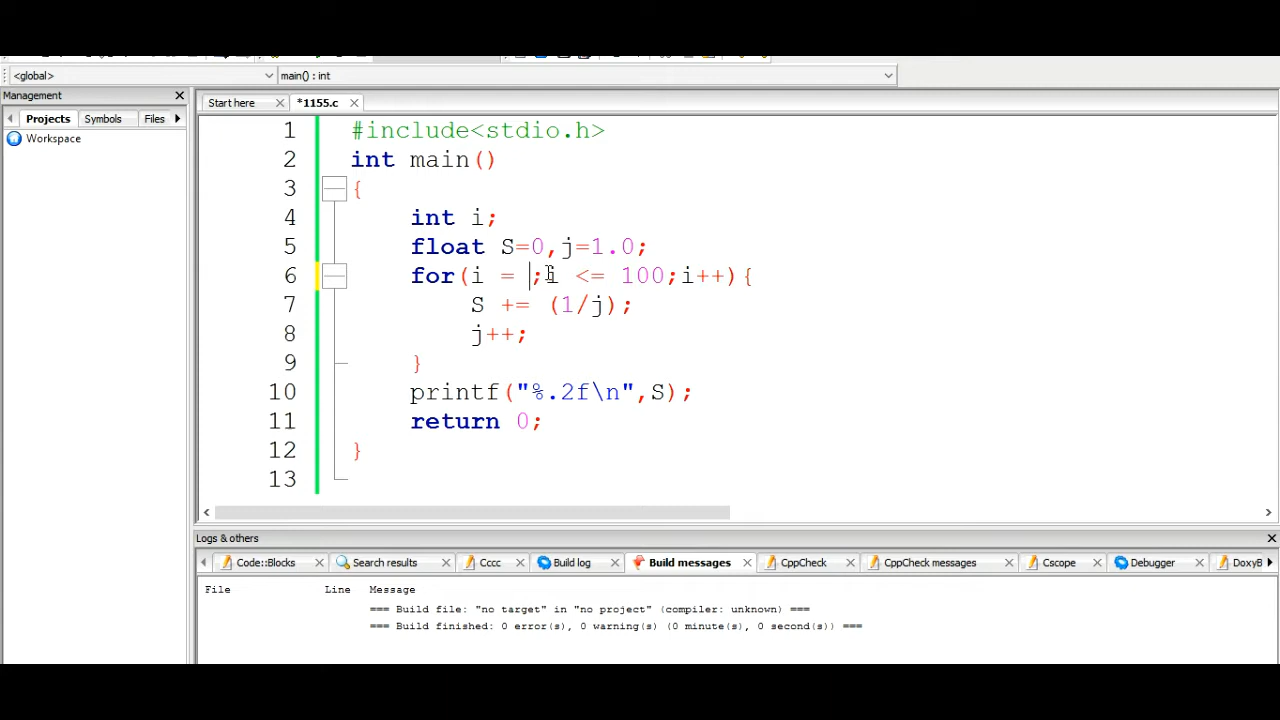 <global>
main() : int
Management
Start here
*1155.c
Projects
Symbols
Files
Workspace
1 #include<stdio.h>
2 int main()
3 {
4 int i;
5 float S=0,j=1.0;
6 for(i = ;i <= 100;i++){
7 S += (1/j);
8 j++;
9 }
10 printf("%.2f\n",S);
11 return 0;
12 }
13
Logs & others
Code::Blocks
Search results
Cccc
Build log
Build messages
CppCheck
CppCheck messages
Cscope
Debugger
DoxyB
File Line Message
=== Build file: "no target" in "no project" (compiler: unknown) ===
=== Build finished: 0 error(s), 0 warning(s) (0 minute(s), 0 second(s)) ===